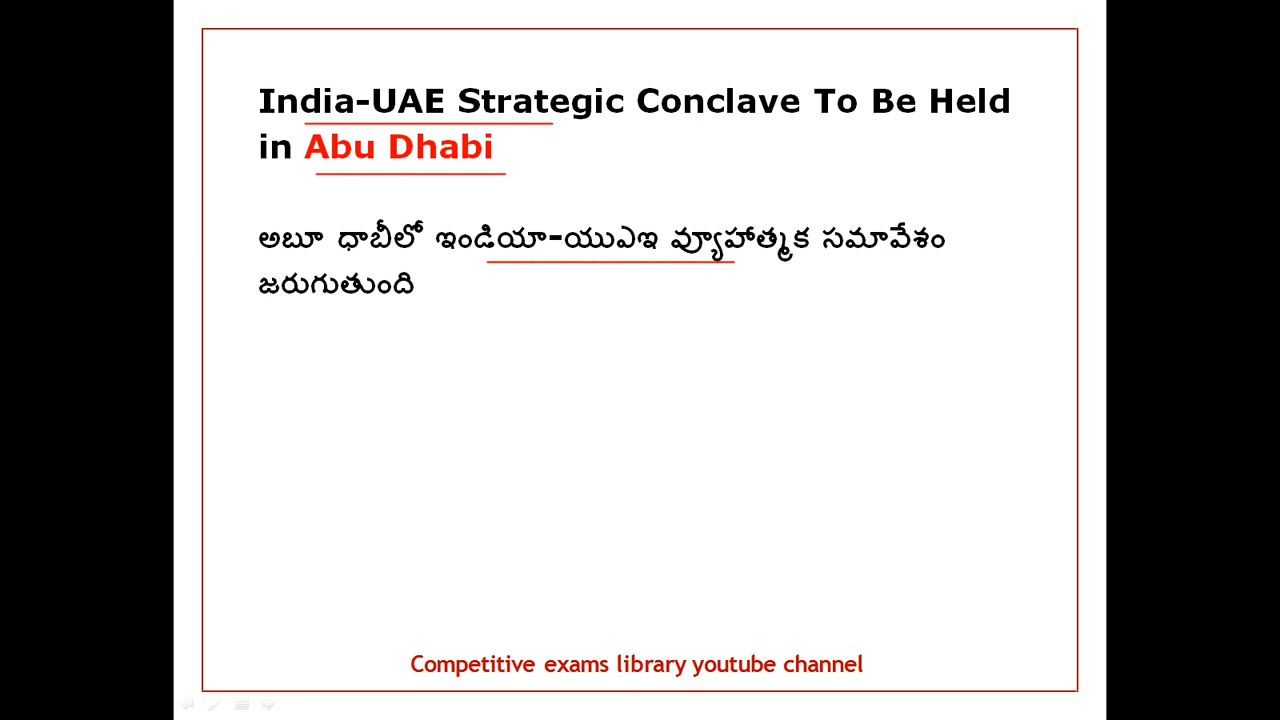 India-UAE Strategic Conclave To Be Held
in Abu Dhabi
అబూ ధాబీలో ఇండియా-యుఎఇ వ్యూహాత్మక సమావేశం
జరుగుతుంది
Competitive exams library youtube channel